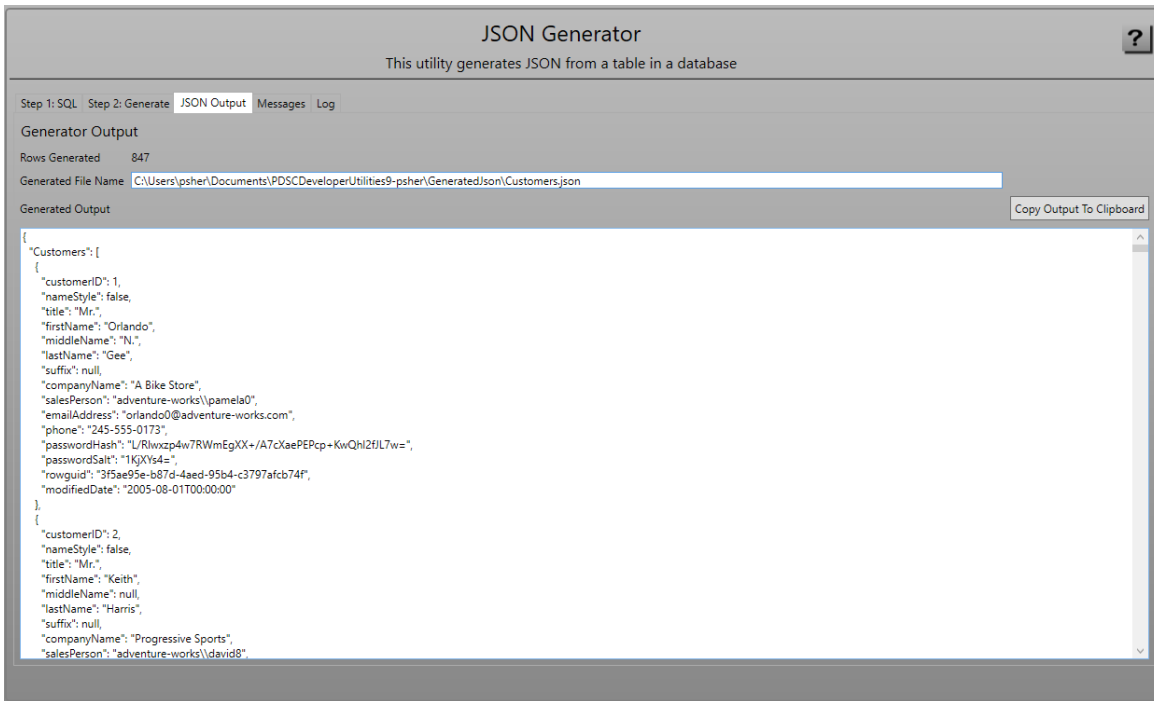 JSON Generator
?
This utility generates JSON from a table in a database
Step 1: SQL Step 2: Generate JSON Output Messages Log
Generator Output
Rows Generated 847
Generated File Name C:\Users\psher\Documents\PDSCDeveloperUtilities9-psher\GeneratedJson\Customers.json
Generated Output Copy Output To Clipboard
{
"Customers": [
{
"customerID": 1,
"nameStyle": false,
"title": "Mr.",
"firstName": "Orlando",
"middleName": "N.",
"lastName": "Gee",
"suffix": null,
"companyName": "A Bike Store",
"salesPerson": "adventure-works\\pamela0",
"emailAddress": "orlando0@adventure-works.com",
"phone": "245-555-0173",
"passwordHash": "L/Rlwxzp4w7RWmEgXX+/A7cXaePEPcp+KwQhl2fJL7w=",
"passwordSalt": "1KjXYs4=",
"rowguid": "3f5ae95e-b87d-4aed-95b4-c3797afcb74f",
"modifiedDate": "2005-08-01T00:00:00"
},
{
"customerID": 2,
"nameStyle": false,
"title": "Mr.",
"firstName": "Keith",
"middleName": null,
"lastName": "Harris",
"suffix": null,
"companyName": "Progressive Sports",
"salesPerson": "adventure-works\\david8",